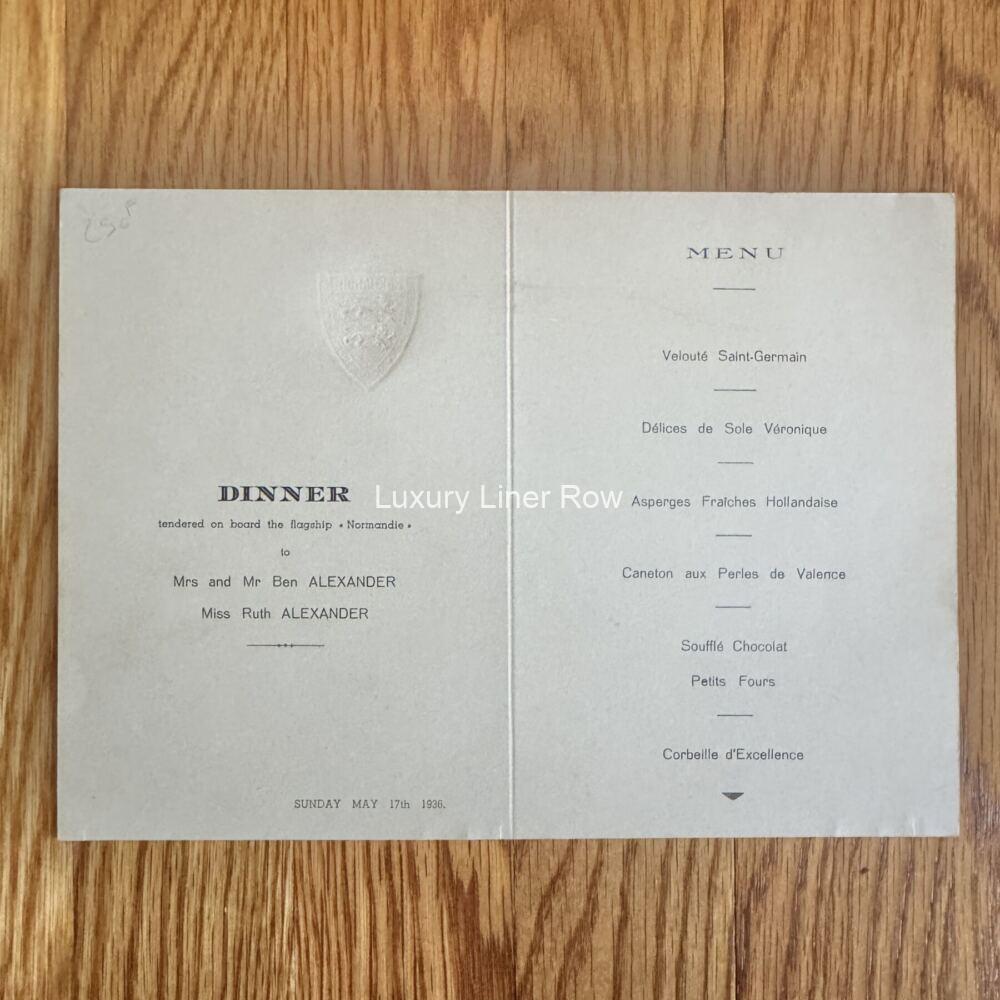 DINNER
tendered on board the flagship « Normandie »
to
Mrs and Mr Ben ALEXANDER
Miss Ruth ALEXANDER
SUNDAY MAY 17th 1936.
MENU
Velouté Saint-Germain
Délices de Sole Véronique
Asperges Fraîches Hollandaise
Caneton aux Perles de Valence
Soufflé Chocolat
Petits Fours
Corbeille d'Excellence
Luxury Liner Row